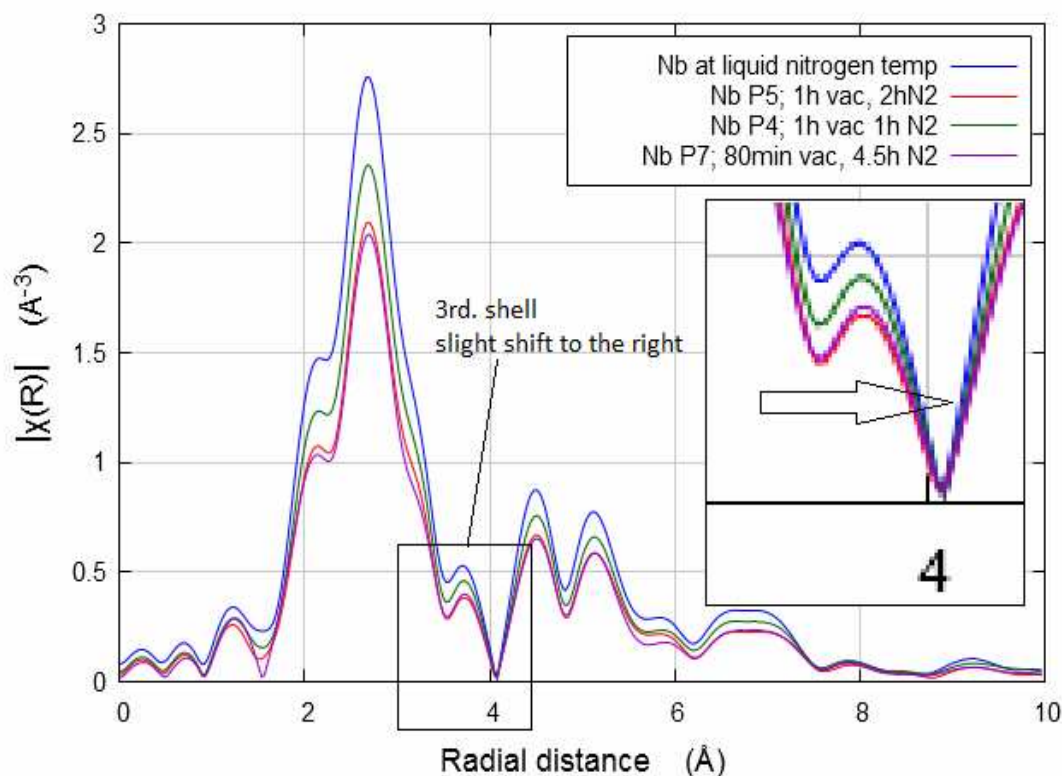 3
2.5
2
1.5
1
0.5
0
0
2
4
6
8
10
|χ(R)| (A-3)
Radial distance (Å)
Nb at liquid nitrogen temp
Nb P5; 1h vac, 2hN2
Nb P4; 1h vac 1h N2
Nb P7; 80min vac, 4.5h N2
3rd. shell
slight shift to the right
4